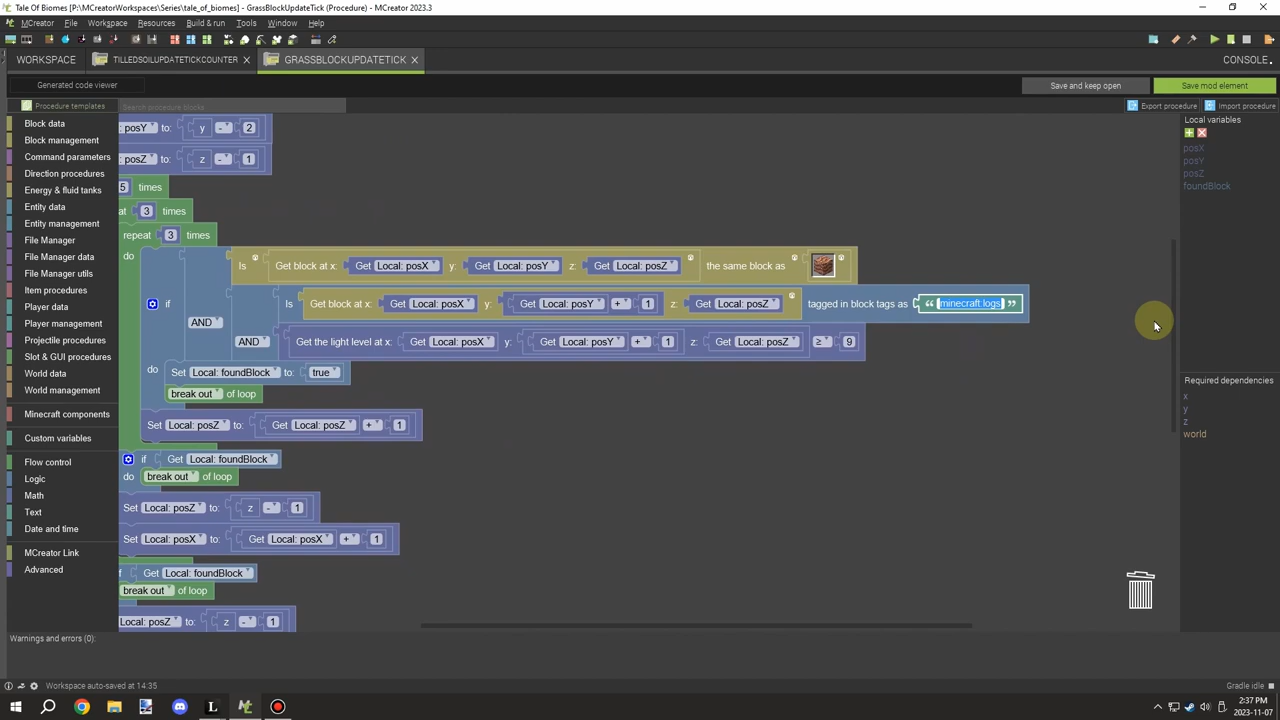 Tale Of Biomes [P:\MCreatorWorkspaces\Series\tale_of_biomes] - GrassBlockUpdateTick (Procedure) - MCreator 2023.3
MCreator File Workspace Resources Build & run Tools Window Help
WORKSPACE TILLEDSOILUPDATETICKCOUNTER GRASSBLOCKUPDATETICK CONSOLE
Generated code viewer Save and keep open Save mod element
Procedure templates Search procedure blocks Export procedure Import procedure
Block data
Block management
Command parameters
Direction procedures
Energy & fluid tanks
Entity data
Entity management
File Manager
File Manager data
File Manager utils
Item procedures
Player data
Player management
Projectile procedures
Slot & GUI procedures
World data
World management
Minecraft components
Custom variables
Flow control
Logic
Math
Text
Date and time
MCreator Link
Advanced
: posY to: y - 2
: posZ to: z - 1
5 times
at 3 times
repeat 3 times
do Is Get block at x: Get Local: posX y: Get Local: posY z: Get Local: posZ the same block as
if AND Is Get block at x: Get Local: posX y: Get Local: posY + 1 z: Get Local: posZ tagged in block tags as “ minecraft:logs ”
AND Get the light level at x: Get Local: posX y: Get Local: posY + 1 z: Get Local: posZ ≥ 9
do Set Local: foundBlock to: true
break out of loop
Set Local: posZ to: Get Local: posZ + 1
if Get Local: foundBlock
do break out of loop
Set Local: posZ to: z - 1
Set Local: posX to: Get Local: posX + 1
f Get Local: foundBlock
break out of loop
Local: posZ to: z - 1
Local variables
posX
posY
posZ
foundBlock
Required dependencies
x
y
z
world
Warnings and errors (0):
Workspace auto-saved at 14:35 Gradle idle
2:37 PM
2023-11-07